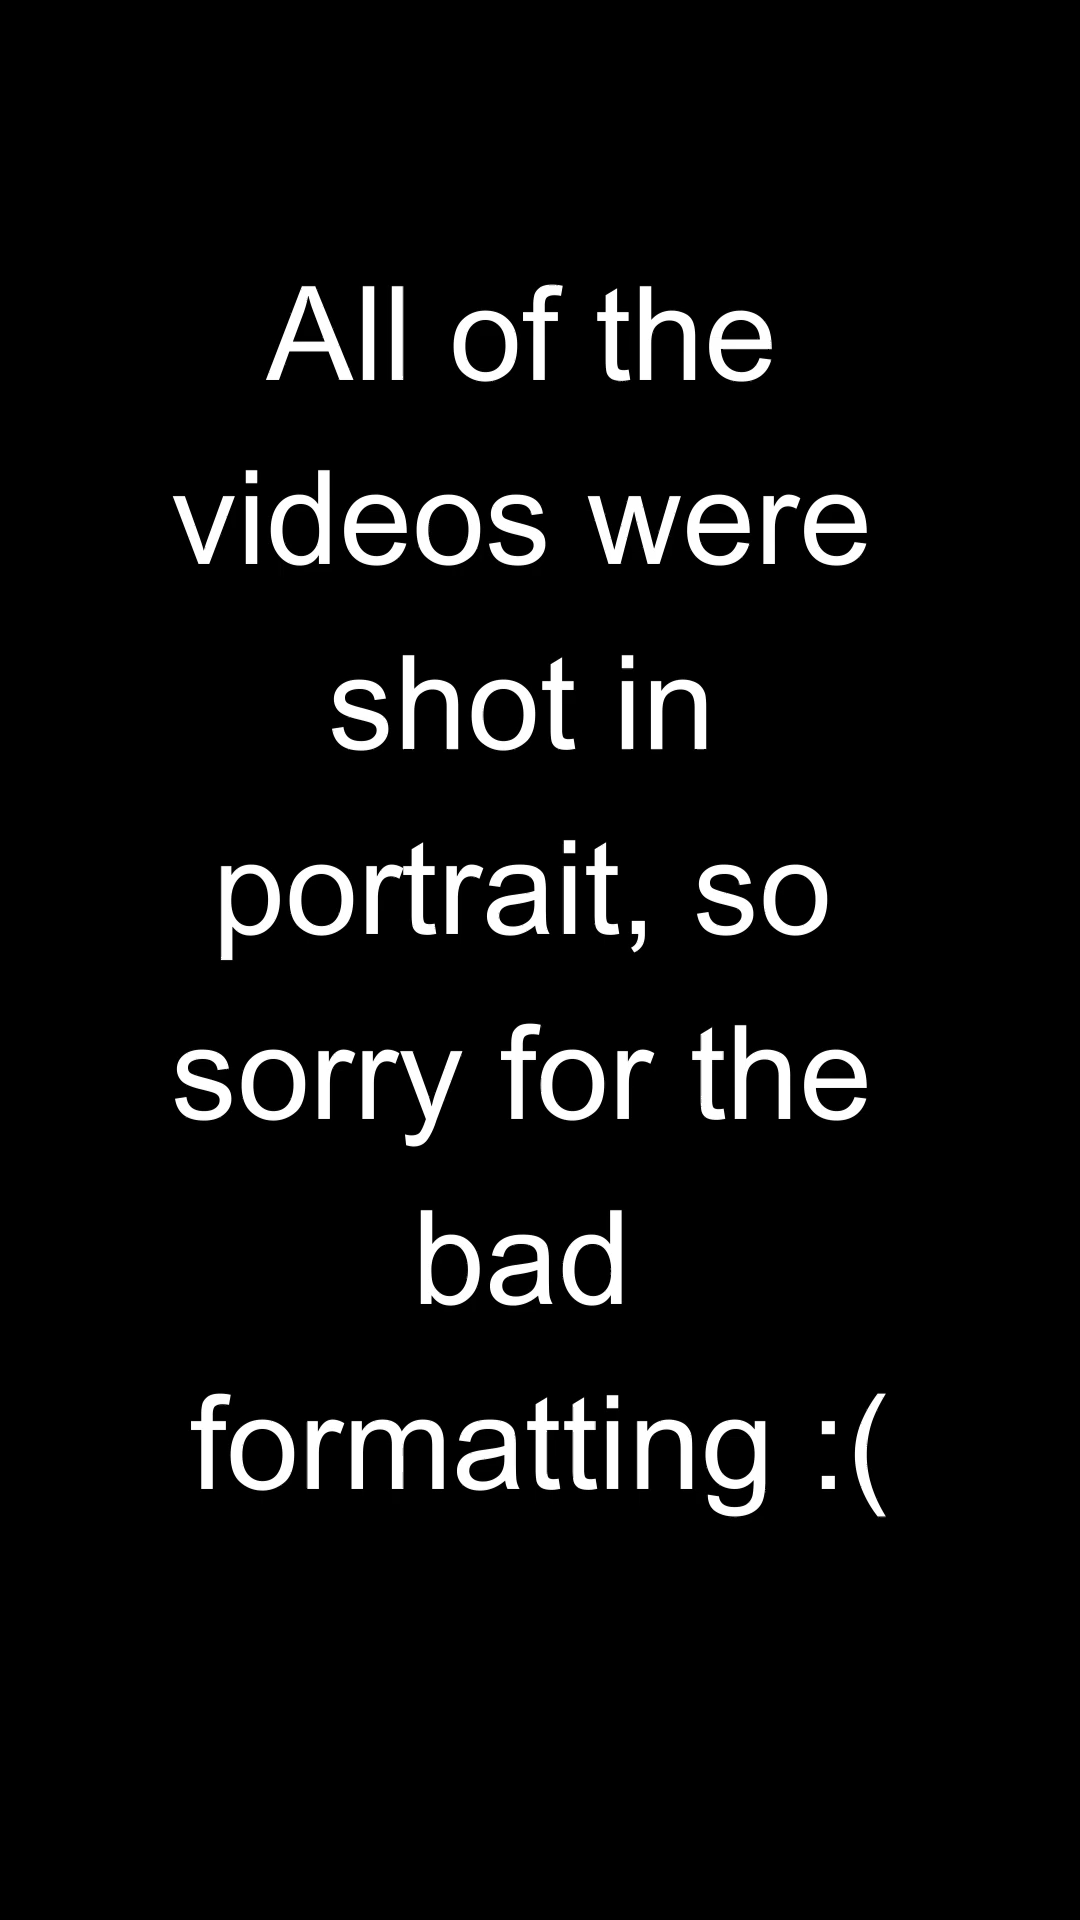 All of the
videos were
shot in
portrait, so
sorry for the
bad
formatting :(